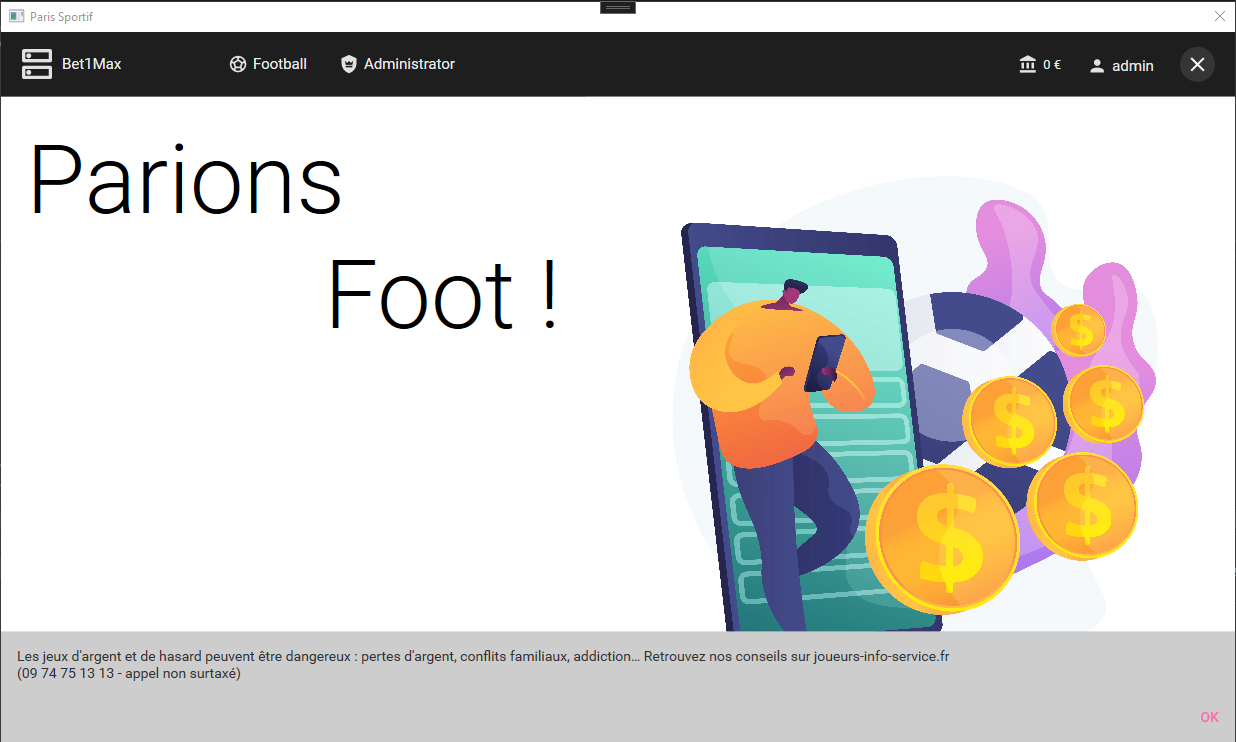 Paris Sportif
Bet1Max
Football
Administrator
0 €
admin
Parions
Foot !
$
$
$
$
$
Les jeux d'argent et de hasard peuvent être dangereux : pertes d'argent, conflits familiaux, addiction... Retrouvez nos conseils sur joueurs-info-service.fr
(09 74 75 13 13 - appel non surtaxé)
OK